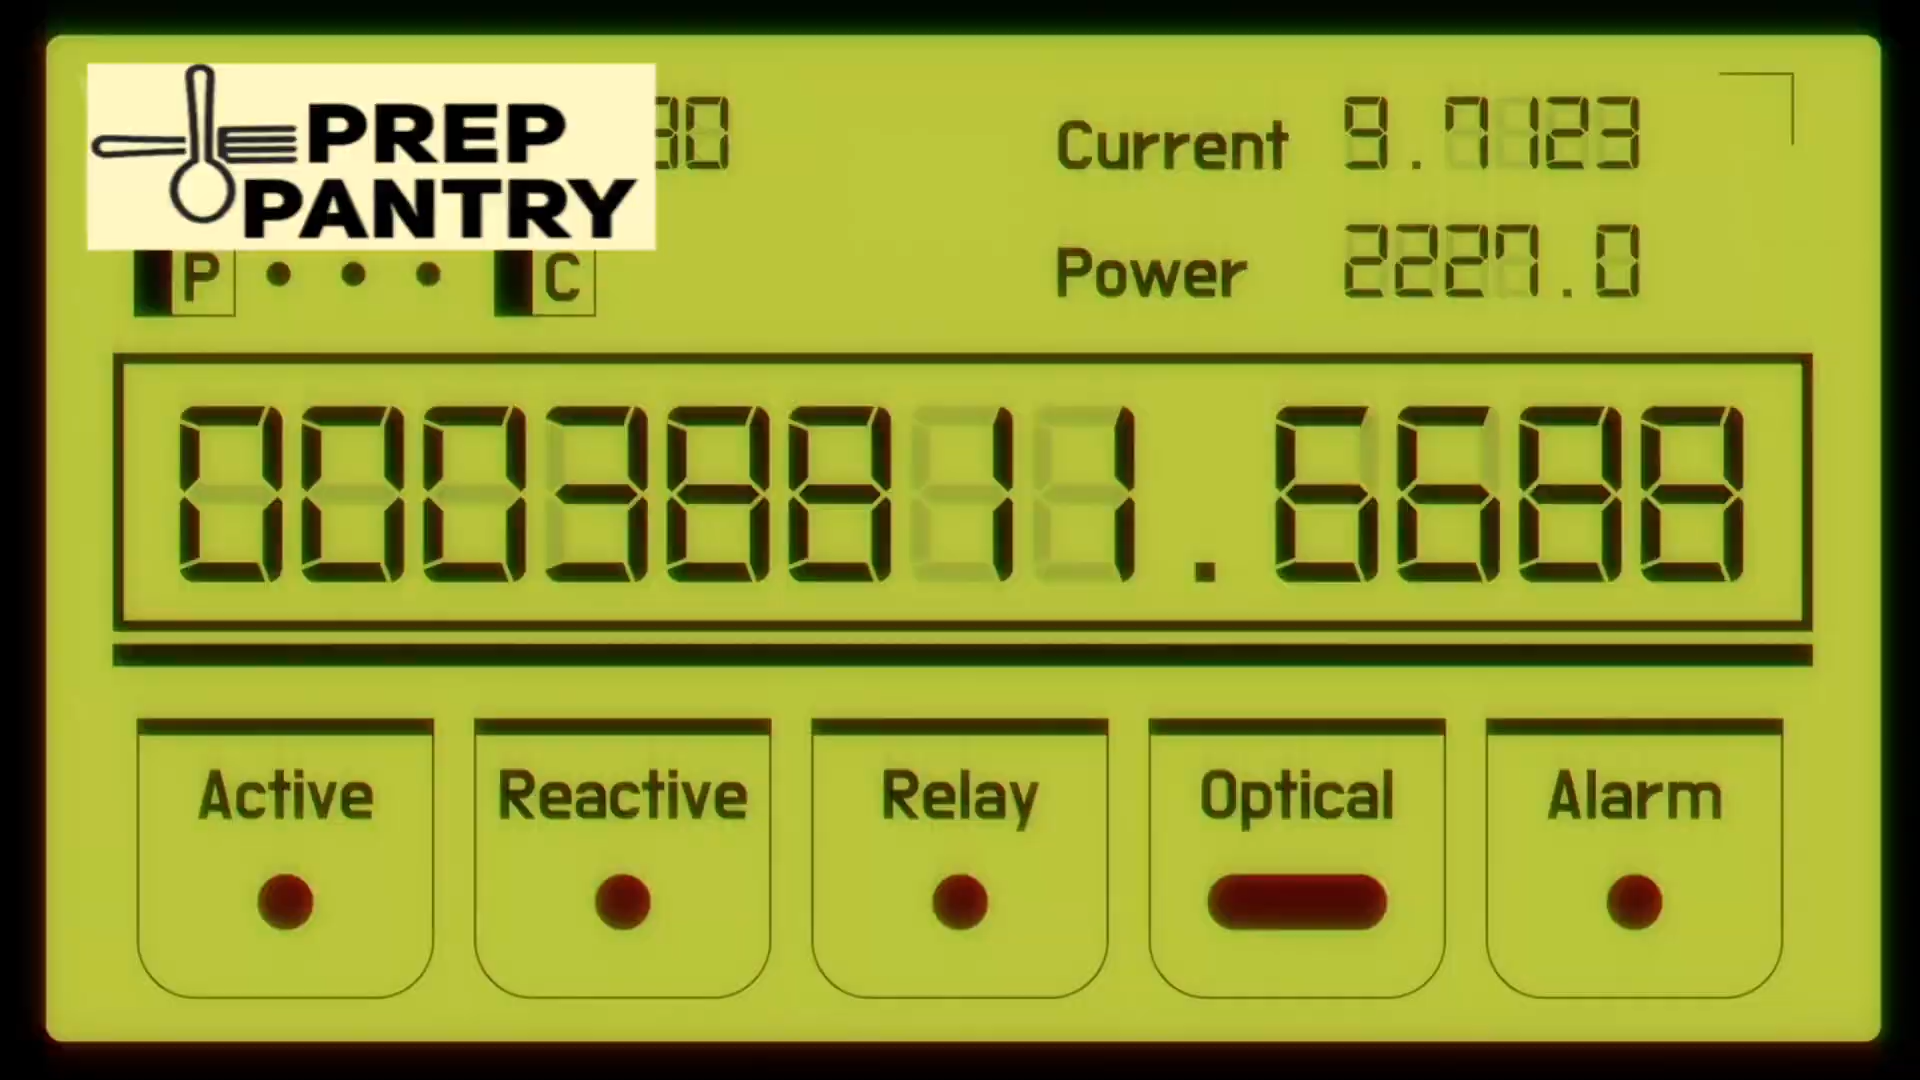 PREP
PANTRY
Current 9.7123
P C
Power 2227.0
00038811.6688
Active Reactive Relay Optical Alarm